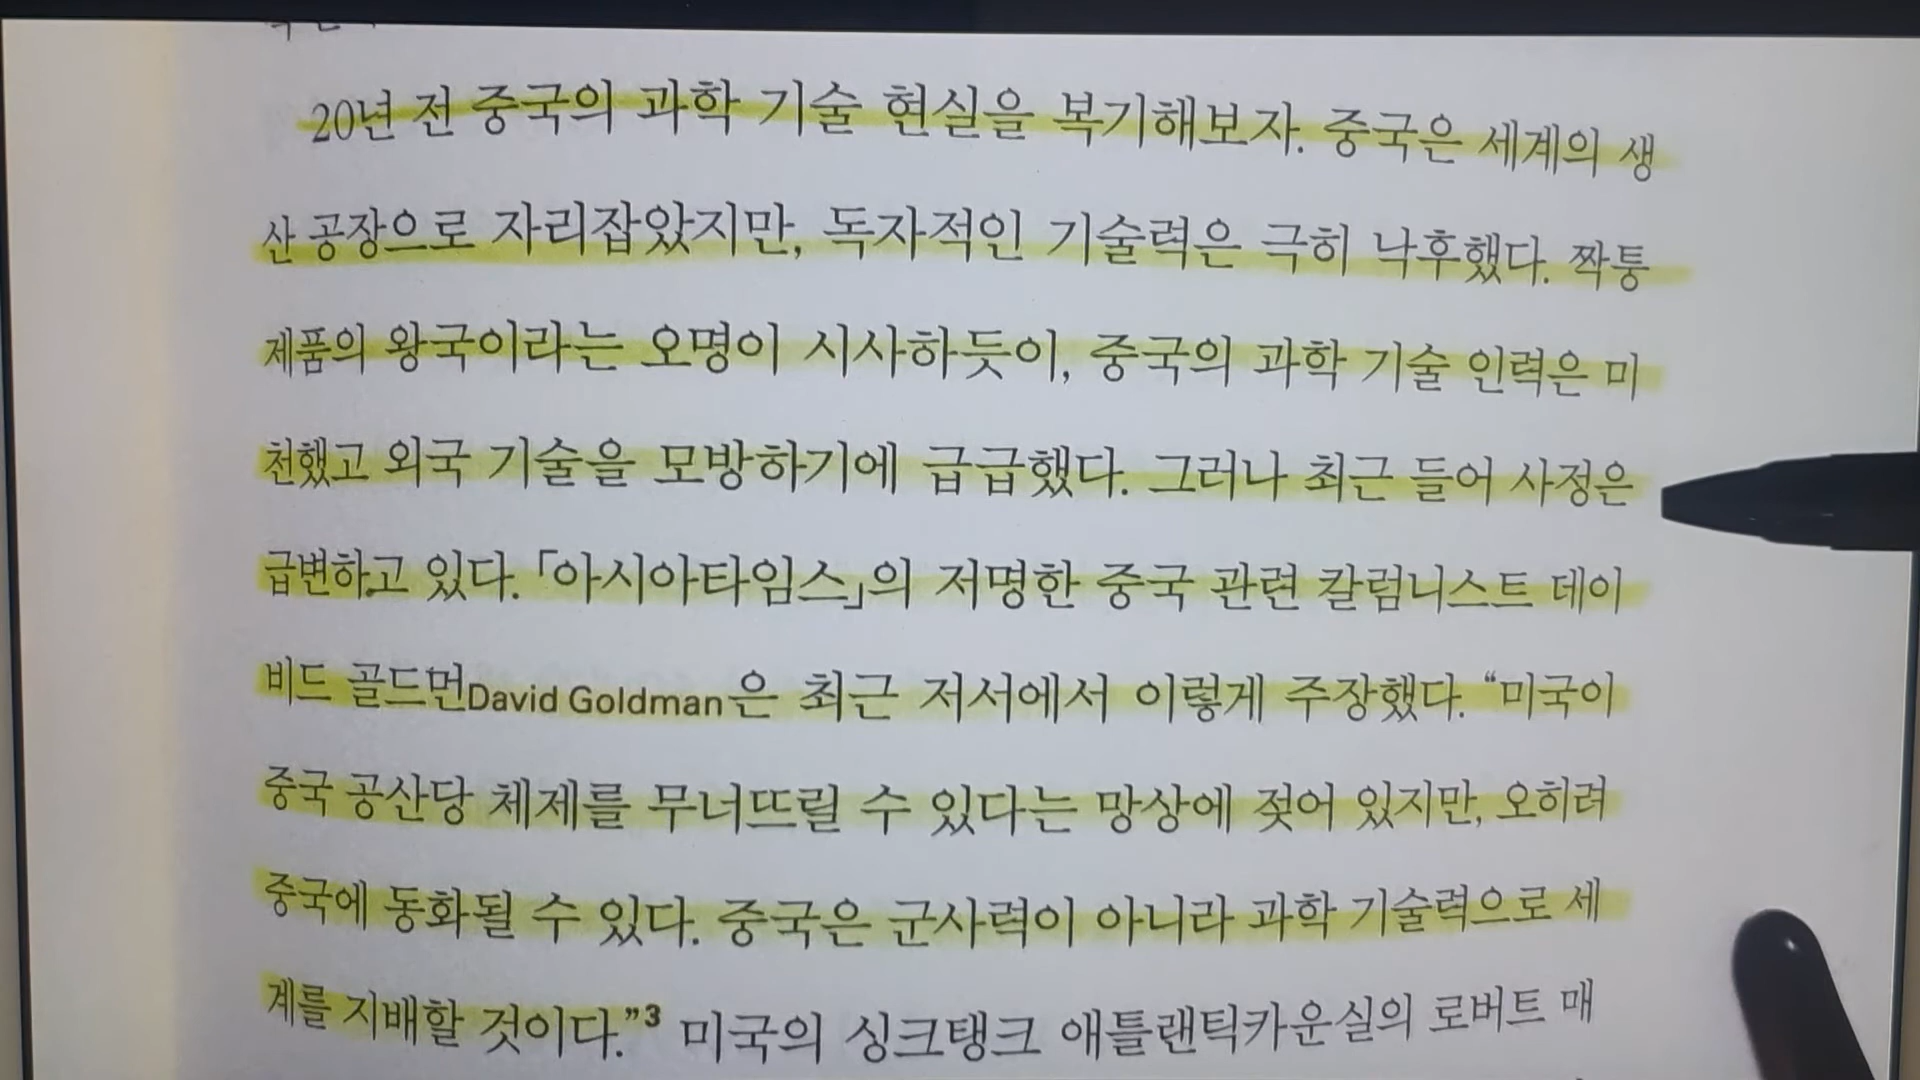 20년 전 중국의 과학 기술 현실을 복기해보자. 중국은 세계의 생
산 공장으로 자리잡았지만, 독자적인 기술력은 극히 낙후했다. 짝퉁
제품의 왕국이라는 오명이 시사하듯이, 중국의 과학 기술 인력은 미
천했고 외국 기술을 모방하기에 급급했다. 그러나 최근 들어 사정은
급변하고 있다. 「아시아타임스」의 저명한 중국 관련 칼럼니스트 데이
비드 골드먼David Goldman은 최근 저서에서 이렇게 주장했다. “미국이
중국 공산당 체제를 무너뜨릴 수 있다는 망상에 젖어 있지만, 오히려
중국에 동화될 수 있다. 중국은 군사력이 아니라 과학 기술력으로 세
계를 지배할 것이다.”3 미국의 싱크탱크 애틀랜틱카운실의 로버트 매